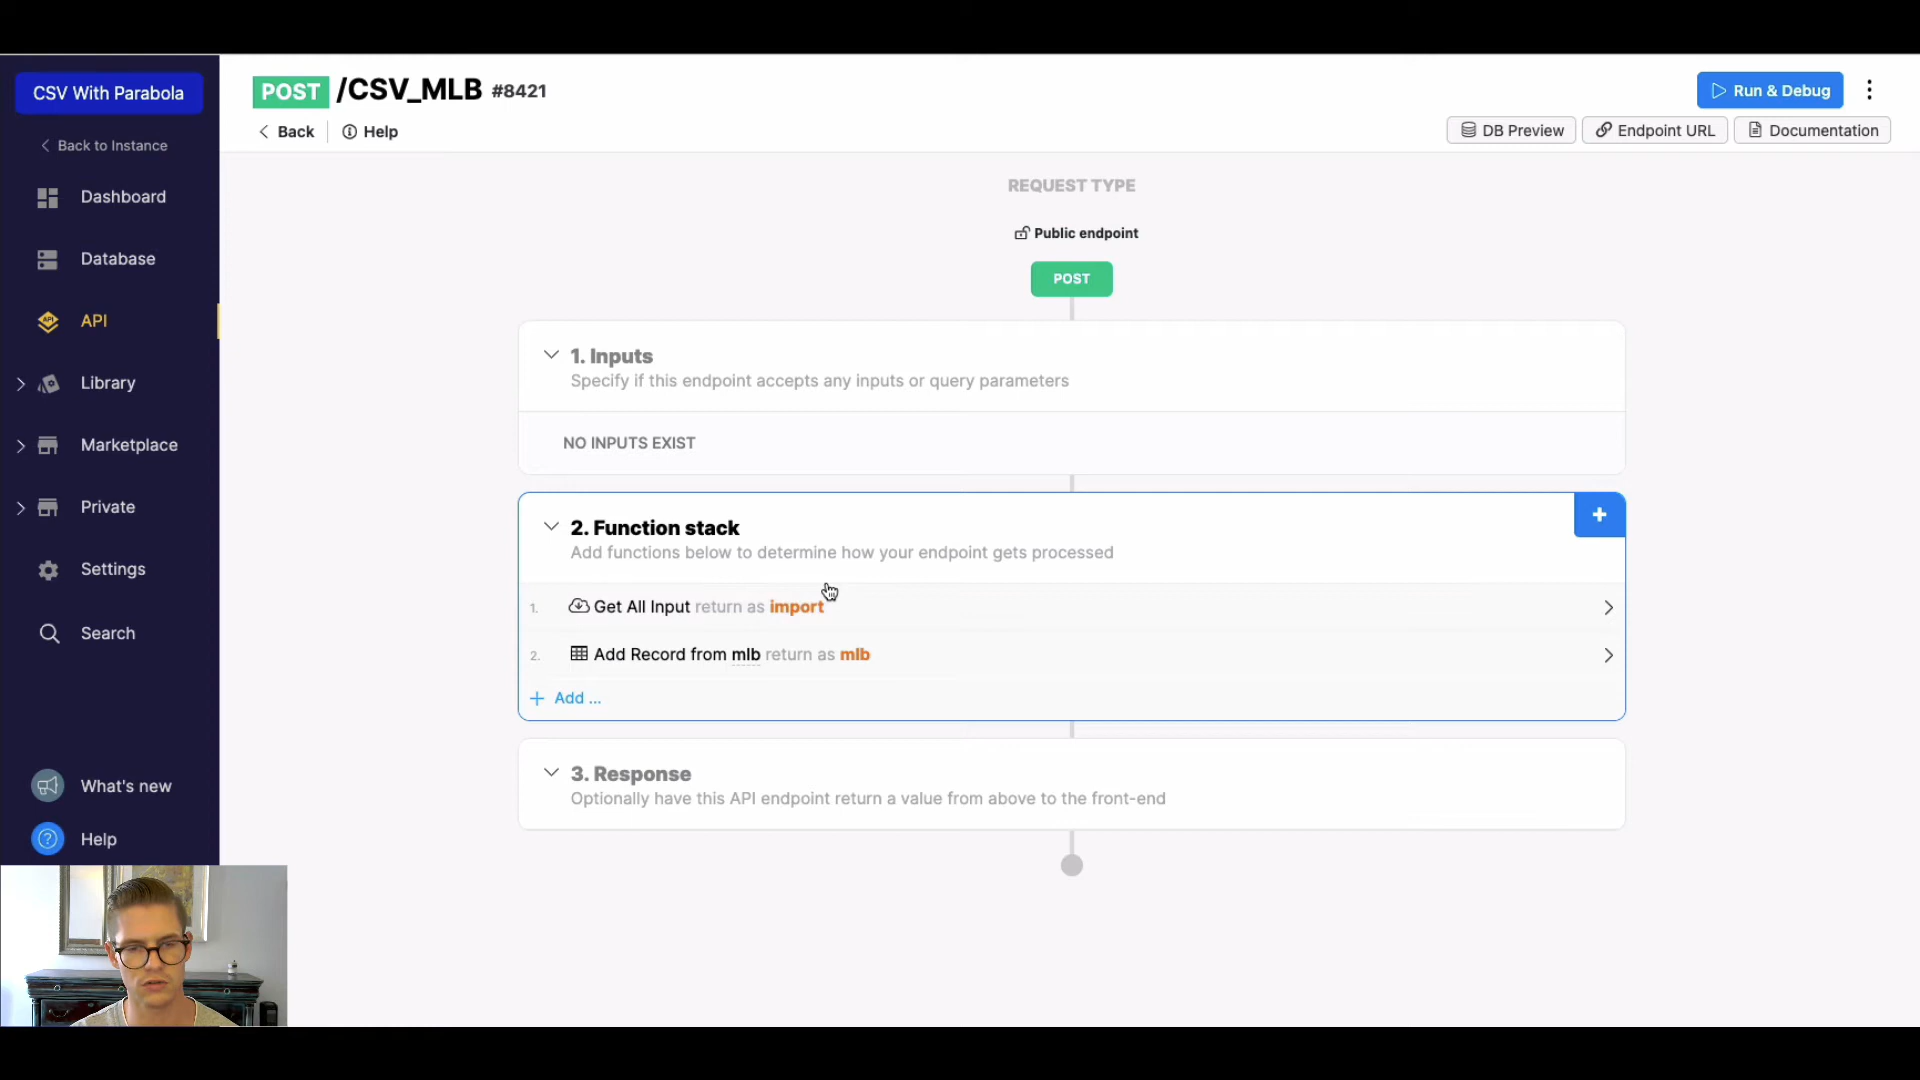 CSV With Parabola
Back to Instance
Dashboard
Database
API
Library
Marketplace
Private
Settings
Search
What's new
Help
POST /CSV_MLB #8421
Run & Debug
Back
Help
DB Preview
Endpoint URL
Documentation
REQUEST TYPE
Public endpoint
POST
1. Inputs
Specify if this endpoint accepts any inputs or query parameters
NO INPUTS EXIST
2. Function stack
Add functions below to determine how your endpoint gets processed
1. Get All Input return as import
2. Add Record from mlb return as mlb
+ Add ...
3. Response
Optionally have this API endpoint return a value from above to the front-end